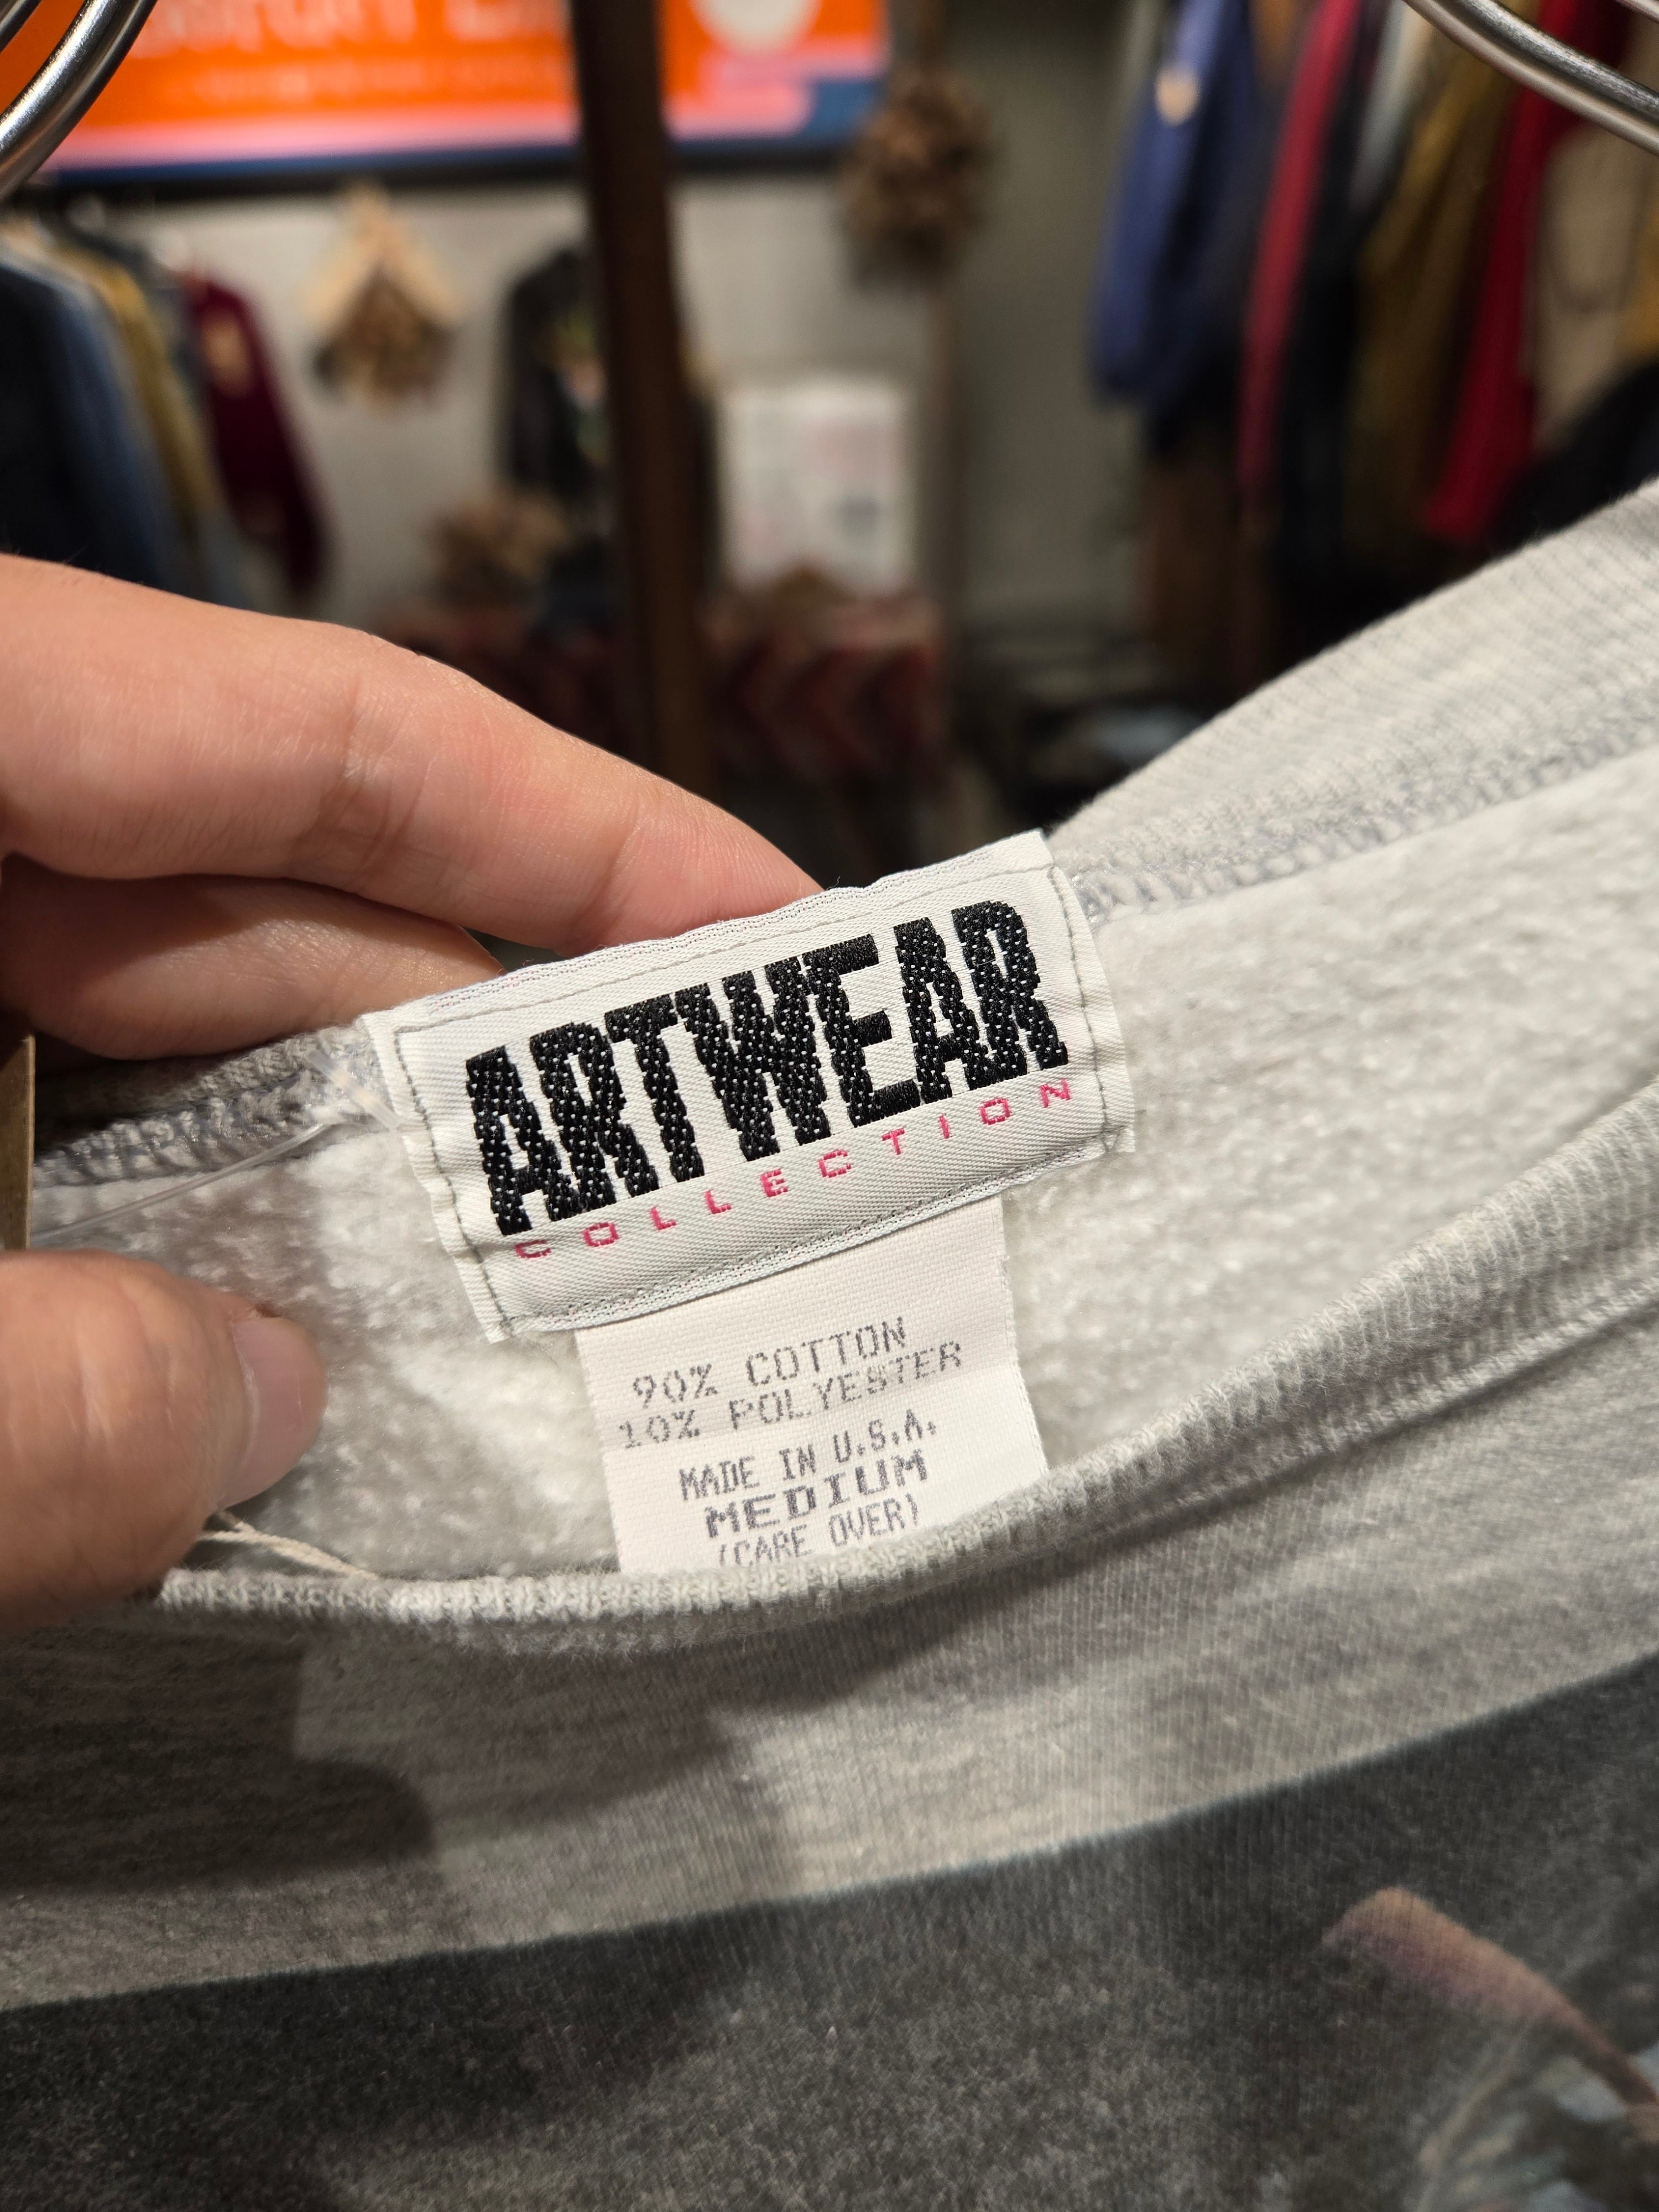 ARTWEAR
COLLECTION
90% COTTON
10% POLYESTER
MADE IN U.S.A.
MEDIUM
(CARE OVER)